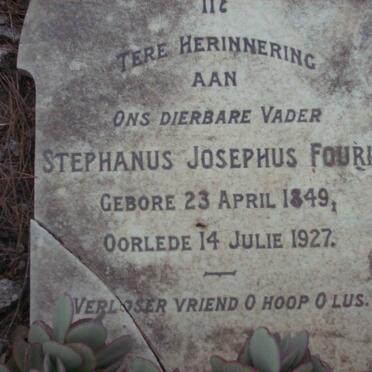 TERE HERINNERING
AAN
ONS DIERBARE VADER
STEPHANUS JOSEPHUS FOURI
GEBORE 23 APRIL 1849,
OORLEDE 14 JULIE 1927.
VERLOSER VRIEND O HOOP O LUS.